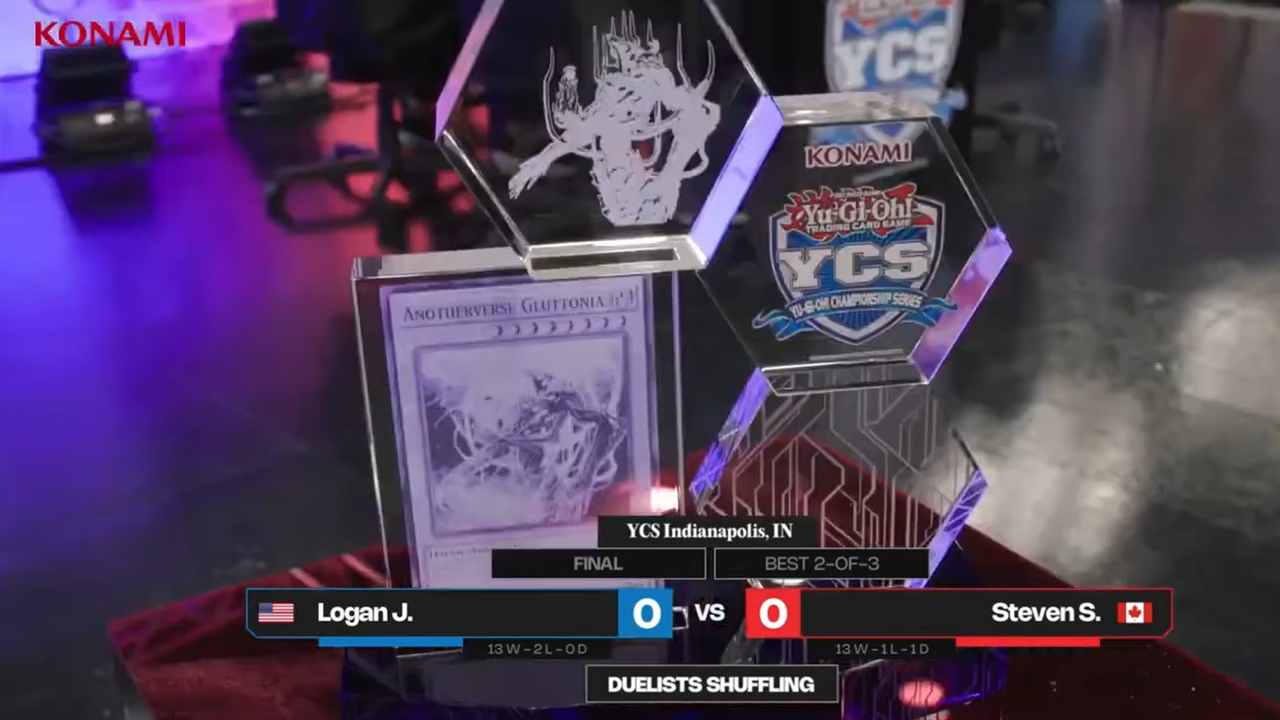 KONAMI
YCS
KONAMI
Yu-Gi-Oh!
TRADING CARD GAME
YCS
YU-GI-OH! CHAMPIONSHIP SERIES
ANOTHERVERSE GLUTTONIA
YCS Indianapolis, IN
FINAL
BEST 2-OF-3
Logan J.
0
VS
0
Steven S.
13W-2L-0D
13W-1L-1D
DUELISTS SHUFFLING